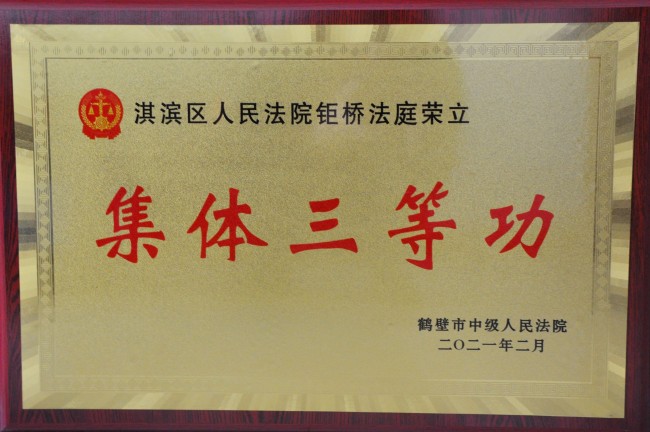 淇滨区人民法院钜桥法庭荣立
集体三等功
鹤壁市中级人民法院
二〇二一年二月